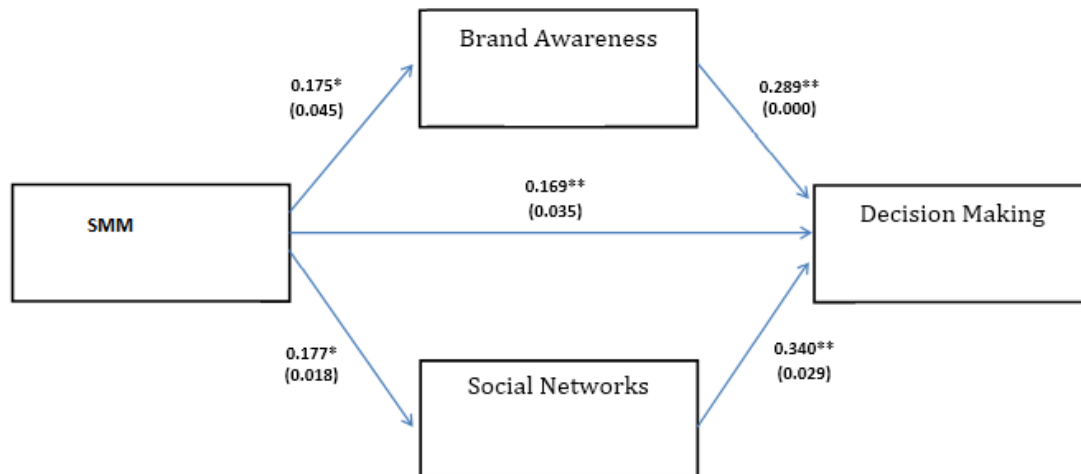 Brand Awareness
0.175*
(0.045)
0.289**
(0.000)
0.169**
(0.035)
SMM
Decision Making
0.177*
(0.018)
0.340**
(0.029)
Social Networks